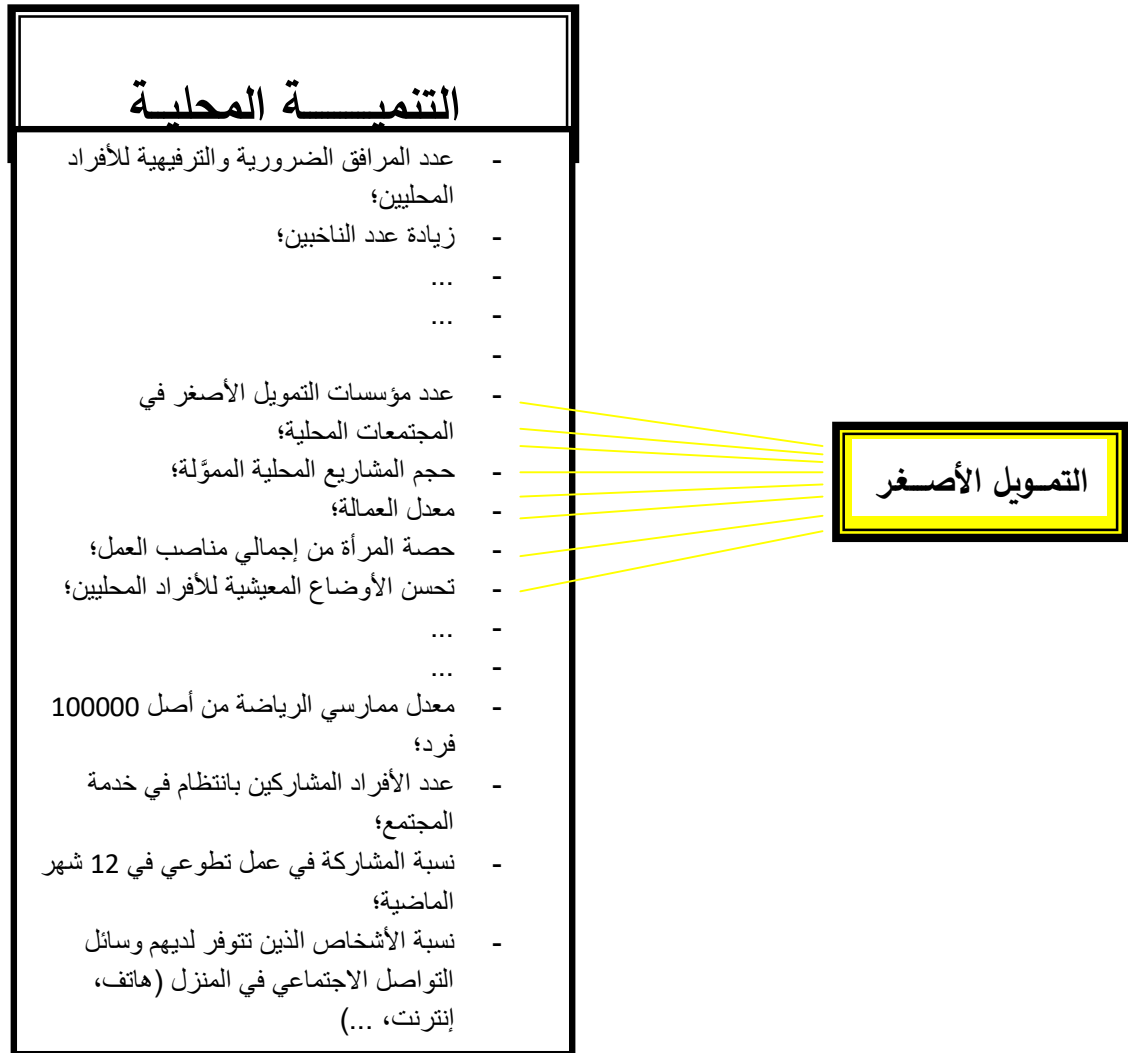 التنميـــــــة المحليـة
- عدد المرافق الضرورية والترفيهية للأفراد
المحليين؛
- زيادة عدد الناخبين؛
- ...
- ...
-
- عدد مؤسسات التمويل الأصغر في
المجتمعات المحلية؛
- حجم المشاريع المحلية المموَّلة؛
- معدل العمالة؛
- حصة المرأة من إجمالي مناصب العمل؛
- تحسن الأوضاع المعيشية للأفراد المحليين؛
- ...
- ...
- معدل ممارسي الرياضة من أصل 100000
فرد؛
- عدد الأفراد المشاركين بانتظام في خدمة
المجتمع؛
- نسبة المشاركة في عمل تطوعي في 12 شهر
الماضية؛
- نسبة الأشخاص الذين تتوفر لديهم وسائل
التواصل الاجتماعي في المنزل (هاتف،
إنترنت، ...)
التمـويل الأصـغر